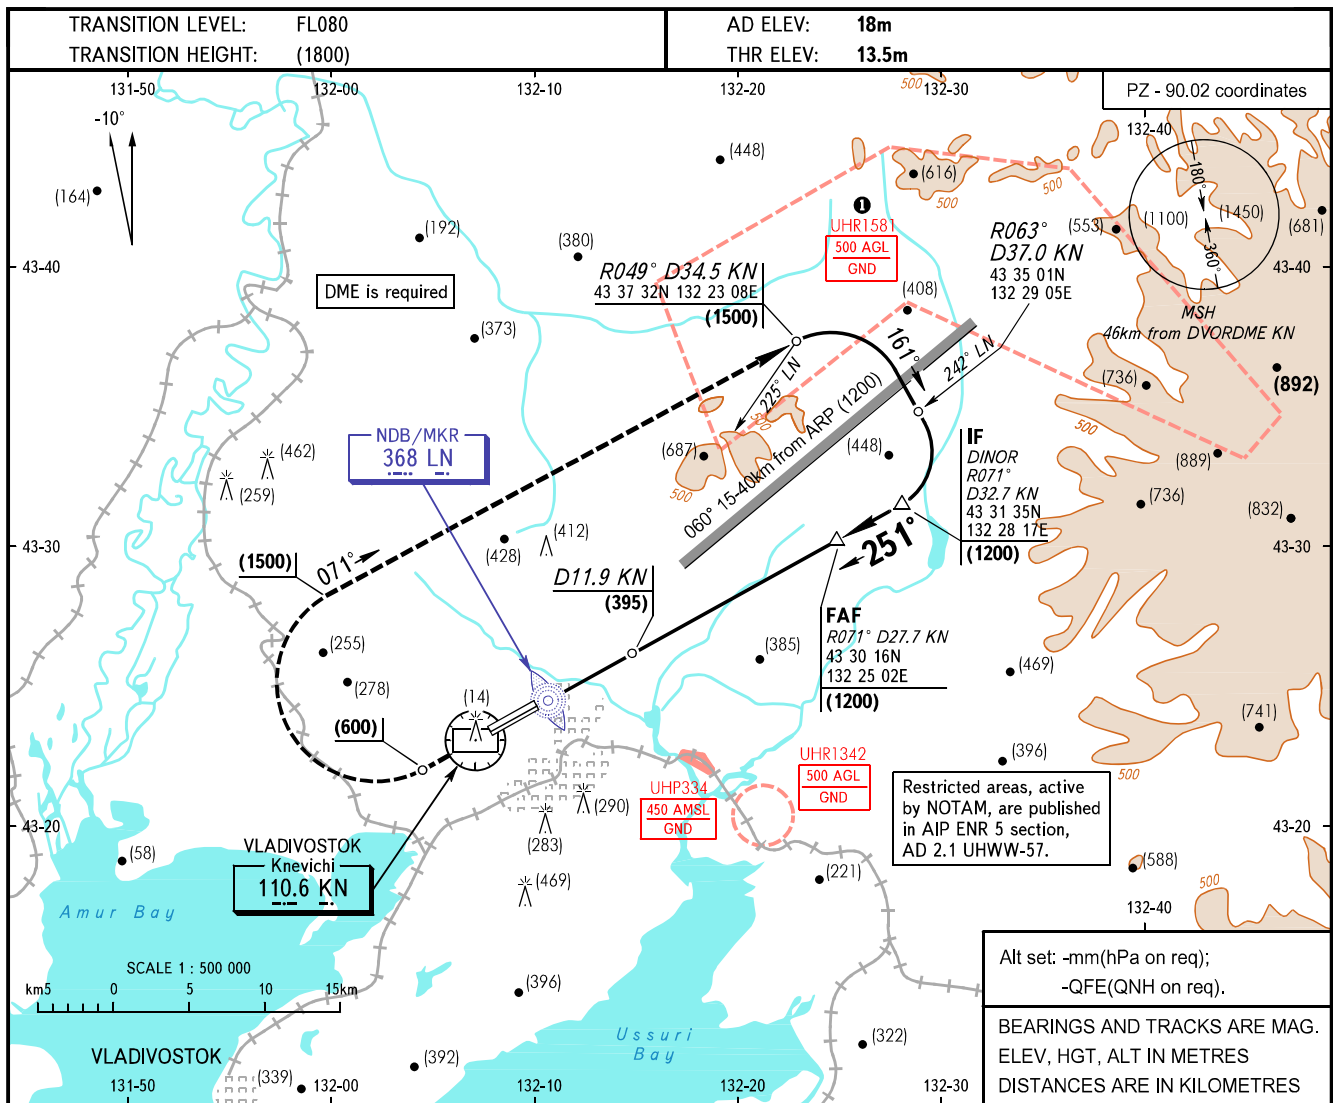 TRANSITION LEVEL: FL080
TRANSITION HEIGHT: (1800)
AD ELEV: 18m
THR ELEV: 13.5m
131-50
132-00
132-10
132-20
132-30
500
PZ - 90.02 coordinates
132-40
-10°
(164)
(192)
(448)
(380)
(616)
500
500
(553)
(1100)
(1450)
(681)
180°
360°
MSH
46km from DVORDME KN
43-40
43-40
DME is required
1
UHR1581
500 AGL
GND
R049° D34.5 KN
43 37 32N 132 23 08E
(1500)
R063°
D37.0 KN
43 35 01N
132 29 05E
(408)
(373)
161°
242° LN
225° LN
060° 15-40km from ARP (1200)
(736)
(892)
500
500
(687)
500
(448)
(889)
(736)
(832)
NDB/MKR
368 LN
(462)
(259)
(412)
(428)
IF
DINOR
R071°
D32.7 KN
43 31 35N
132 28 17E
(1200)
43-30
43-30
(1500)
071°
251°
D11.9 KN
(395)
FAF
R071° D27.7 KN
43 30 16N
132 25 02E
(1200)
(255)
(278)
(385)
(469)
(14)
(600)
(741)
(396)
500
UHR1342
500 AGL
GND
UHP334
450 AMSL
GND
(290)
(283)
(469)
Restricted areas, active
by NOTAM, are published
in AIP ENR 5 section,
AD 2.1 UHWW-57.
43-20
43-20
(58)
VLADIVOSTOK
Knevichi
110.6 KN
(221)
(588)
500
132-40
Amur Bay
SCALE 1 : 500 000
km5 0 5 10 15km
(396)
Ussuri
Bay
(322)
(392)
(339)
VLADIVOSTOK
131-50
132-00
132-10
132-20
132-30
Alt set: -mm(hPa on req);
-QFE(QNH on req).
BEARINGS AND TRACKS ARE MAG.
ELEV, HGT, ALT IN METRES
DISTANCES ARE IN KILOMETRES